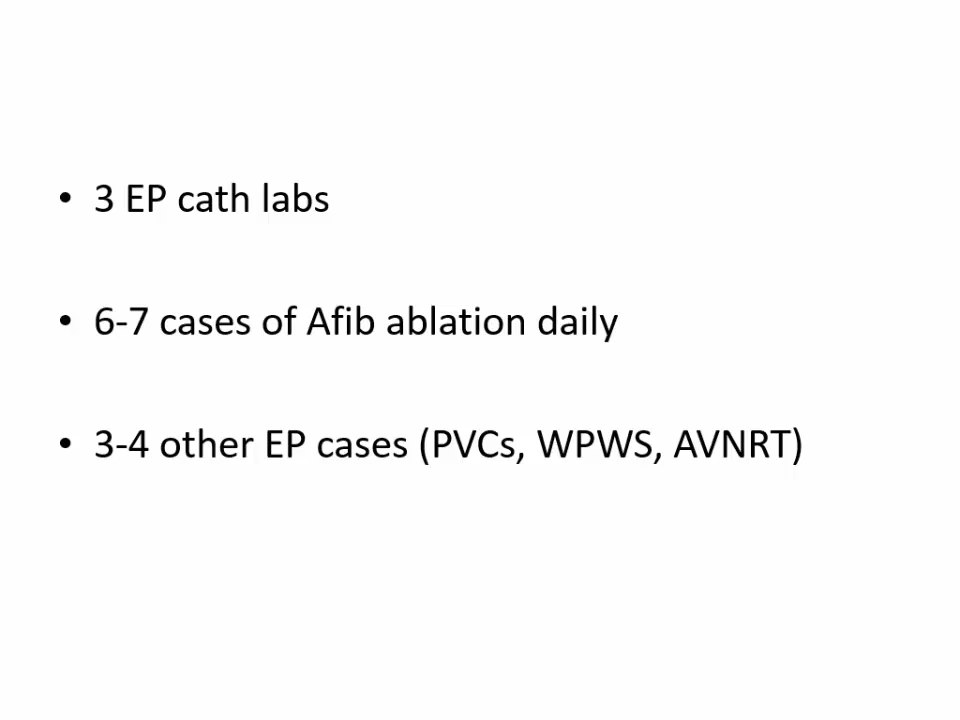 • 3 EP cath labs
• 6-7 cases of Afib ablation daily
• 3-4 other EP cases (PVCs, WPWS, AVNRT)